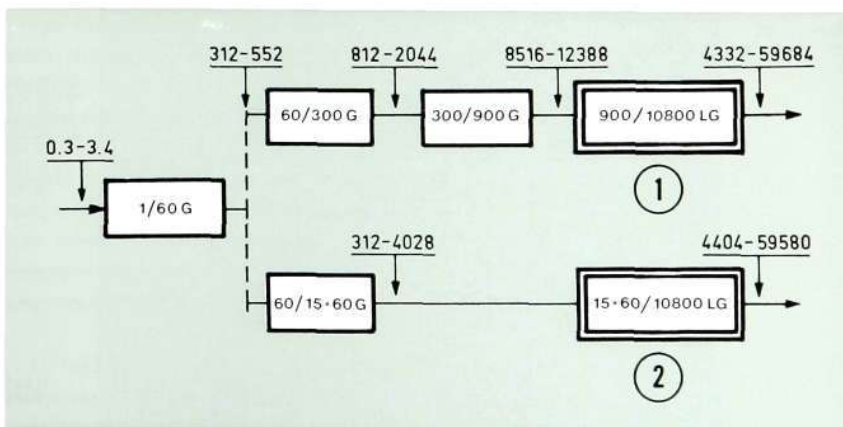 312-552
812-2044
8516-12388
4332-59684
60/300 G
300/900 G
900/10800 LG
0.3-3.4
1
1/60 G
312-4028
4404-59580
60/15·60 G
15·60/10800 LG
2